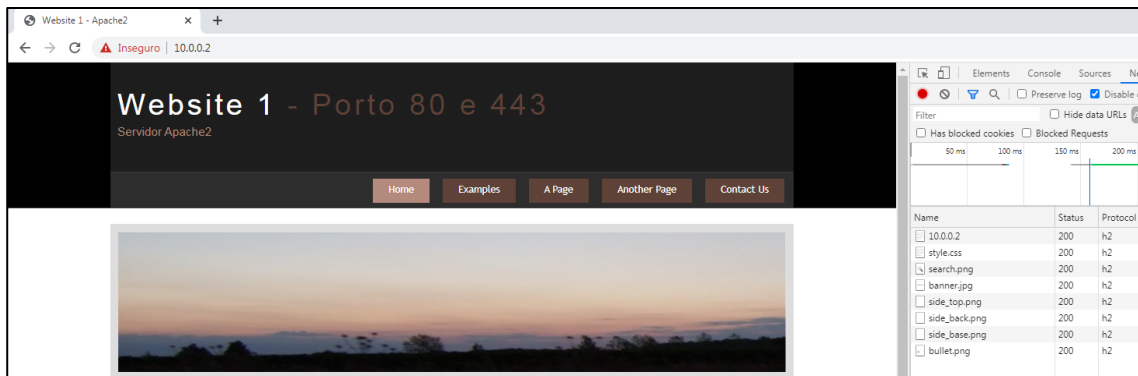 Website 1 - Apache2
Inseguro | 10.0.0.2
Website 1 - Porto 80 e 443
Servidor Apache2
Home Examples A Page Another Page Contact Us
Elements Console Sources Ne
Preserve log Disable
Filter Hide data URLs
Has blocked cookies Blocked Requests
50 ms 100 ms 150 ms 200 ms
Name Status Protocol
10.0.0.2 200 h2
style.css 200 h2
search.png 200 h2
banner.jpg 200 h2
side_top.png 200 h2
side_back.png 200 h2
side_base.png 200 h2
bullet.png 200 h2